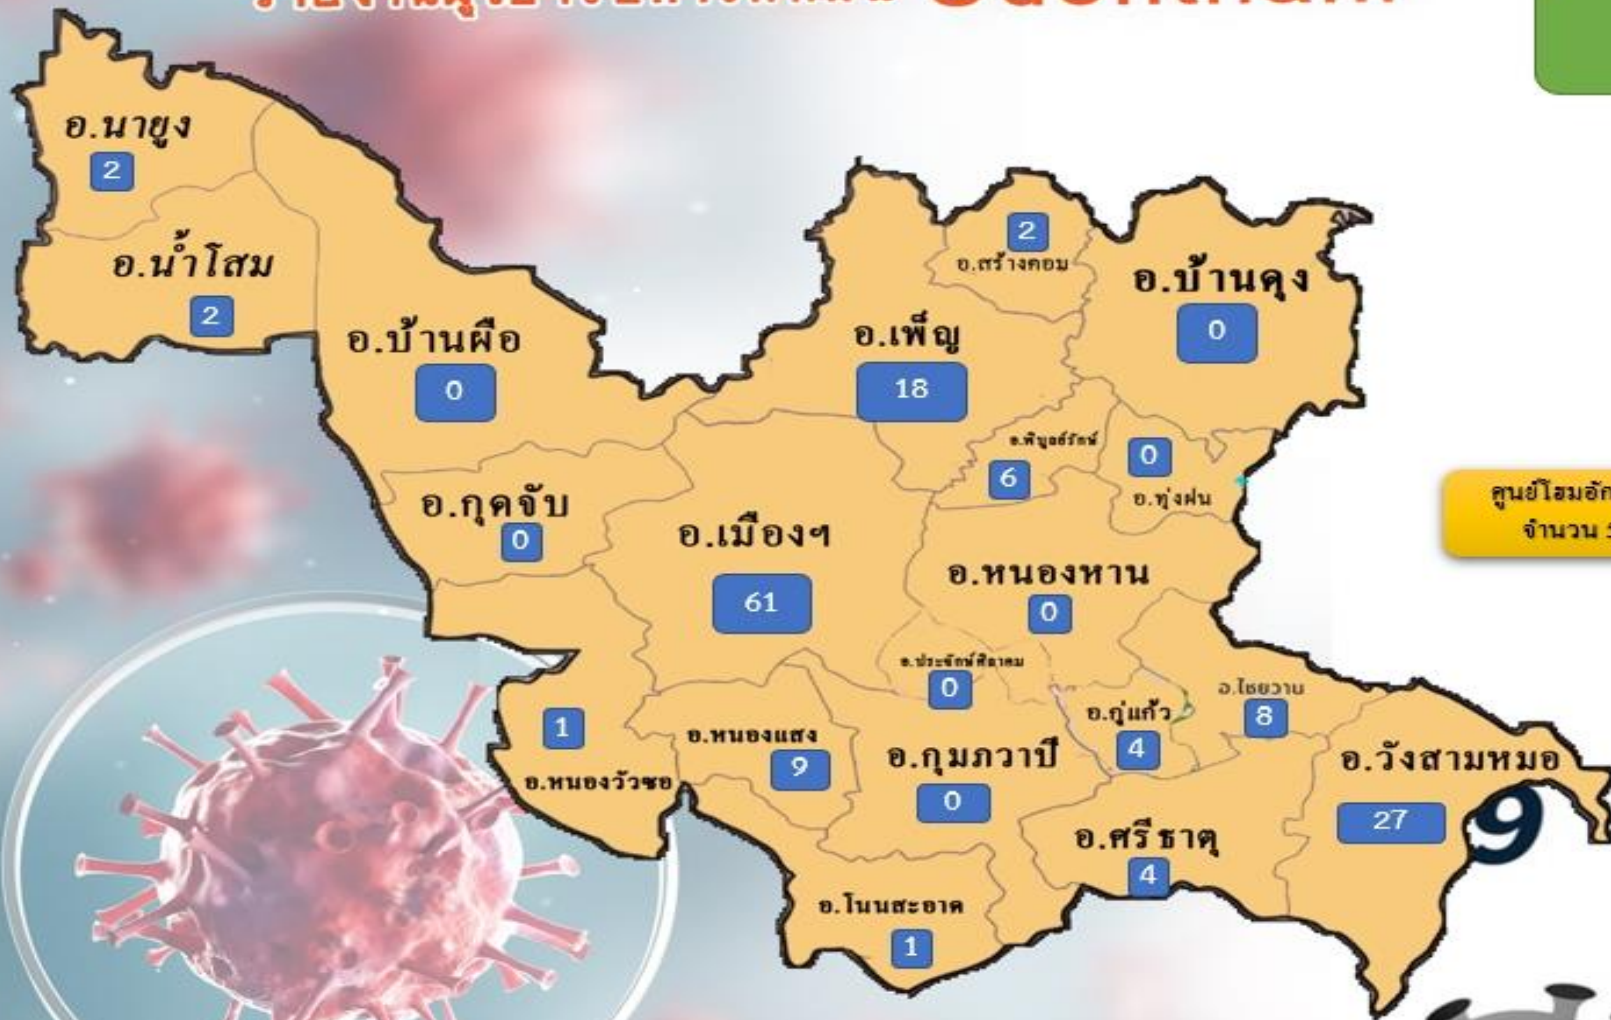 อ.นายูง
2
อ.น้ำโสม
2
อ.บ้านผือ
0
อ.เพ็ญ
18
2
อ.สร้างคอม
อ.บ้านดุง
0
อ.พิบูลย์รักษ์
6
0
อ.ทุ่งฝน
อ.กุดจับ
0
อ.เมืองฯ
61
อ.หนองหาน
0
ศูนย์โฮม
จำนวน
อ.ประจักษ์ศิลาคม
0
1
อ.หนองวัวซอ
อ.หนองแสง
9
อ.กุมภวาปี
0
อ.กู่แก้ว
4
อ.ไชยวาน
8
อ.วังสามหมอ
27
9
อ.ศรีธาตุ
4
อ.โนนสะอาด
1